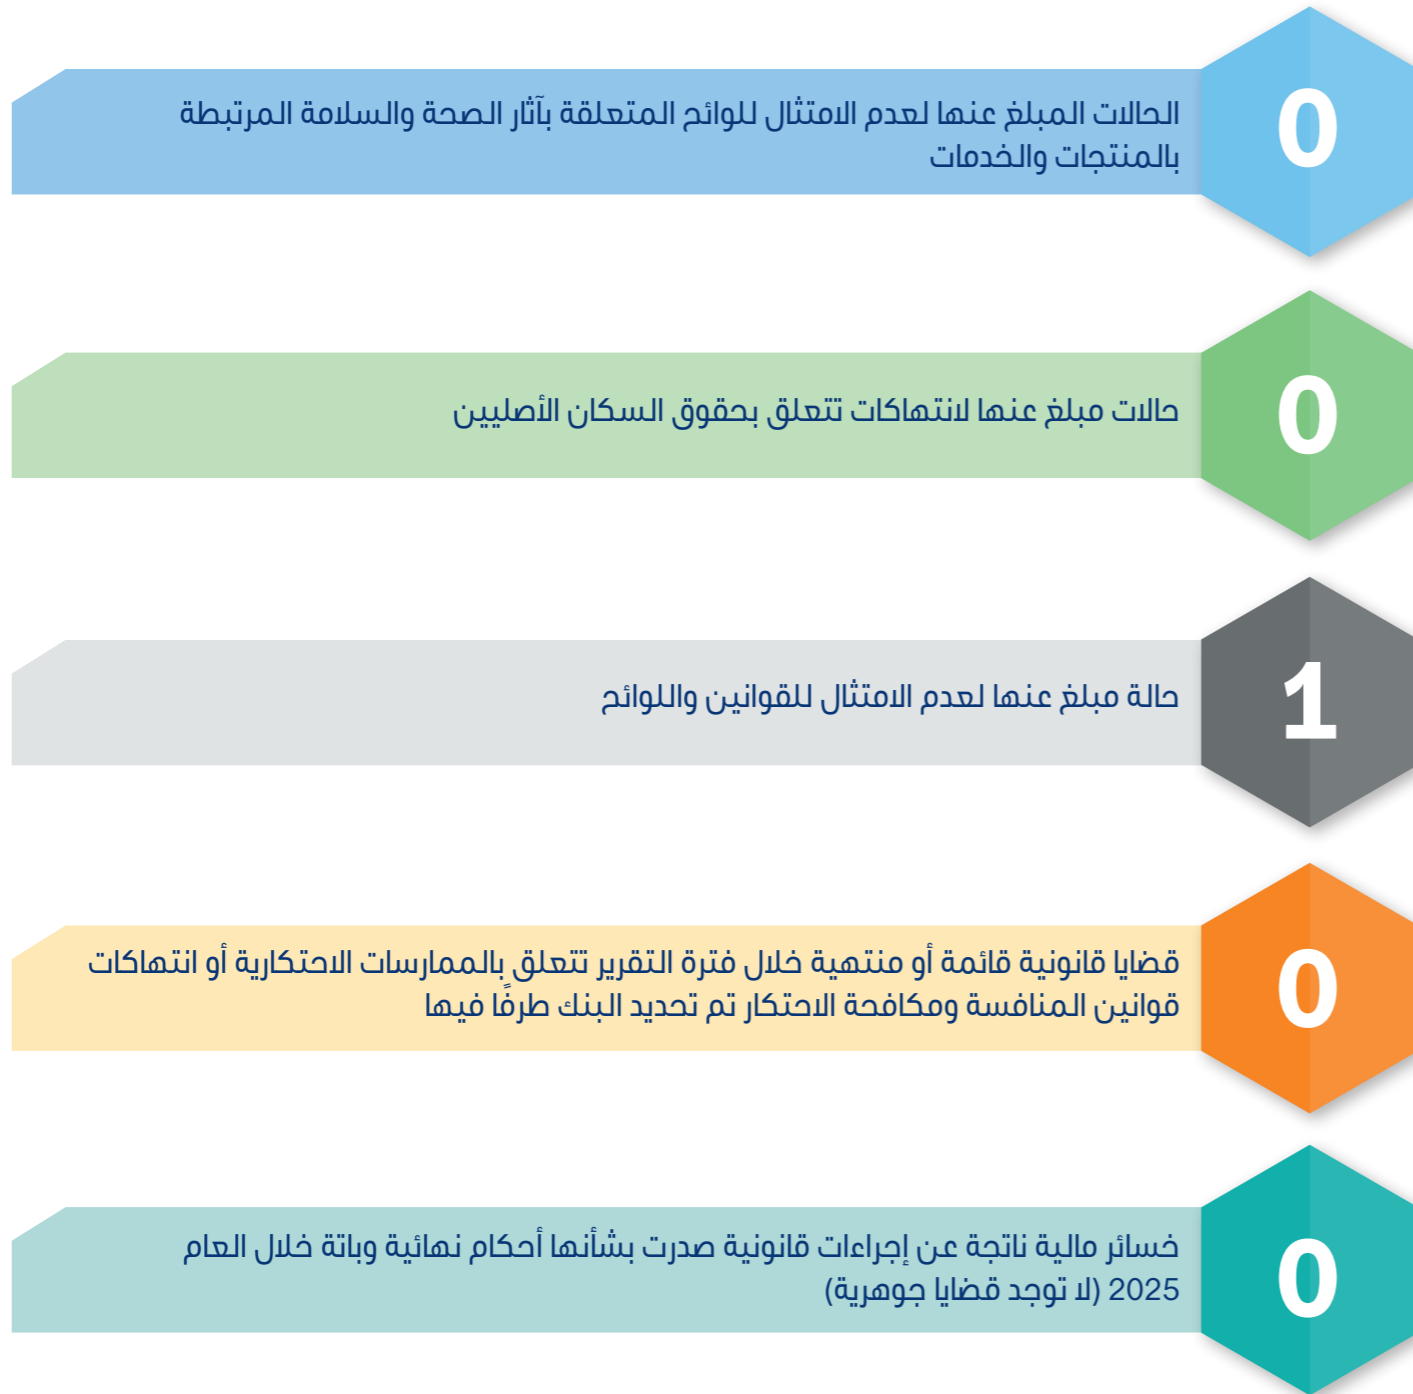 0
الحالات المبلغ عنها لعدم الامتثال للوائح المتعلقة بآثار الصحة والسلامة المرتبطة
بالمنتجات والخدمات
0
حالات مبلغ عنها لانتهاكات تتعلق بحقوق السكان الأصليين
1
حالة مبلغ عنها لعدم الامتثال للقوانين واللوائح
0
قضايا قانونية قائمة أو منتهية خلال فترة التقرير تتعلق بالممارسات الاحتكارية أو انتهاكات
قوانين المنافسة ومكافحة الاحتكار تم تحديد البنك طرفًا فيها
0
خسائر مالية ناتجة عن إجراءات قانونية صدرت بشأنها أحكام نهائية وباتة خلال العام
2025 (لا توجد قضايا جوهرية)